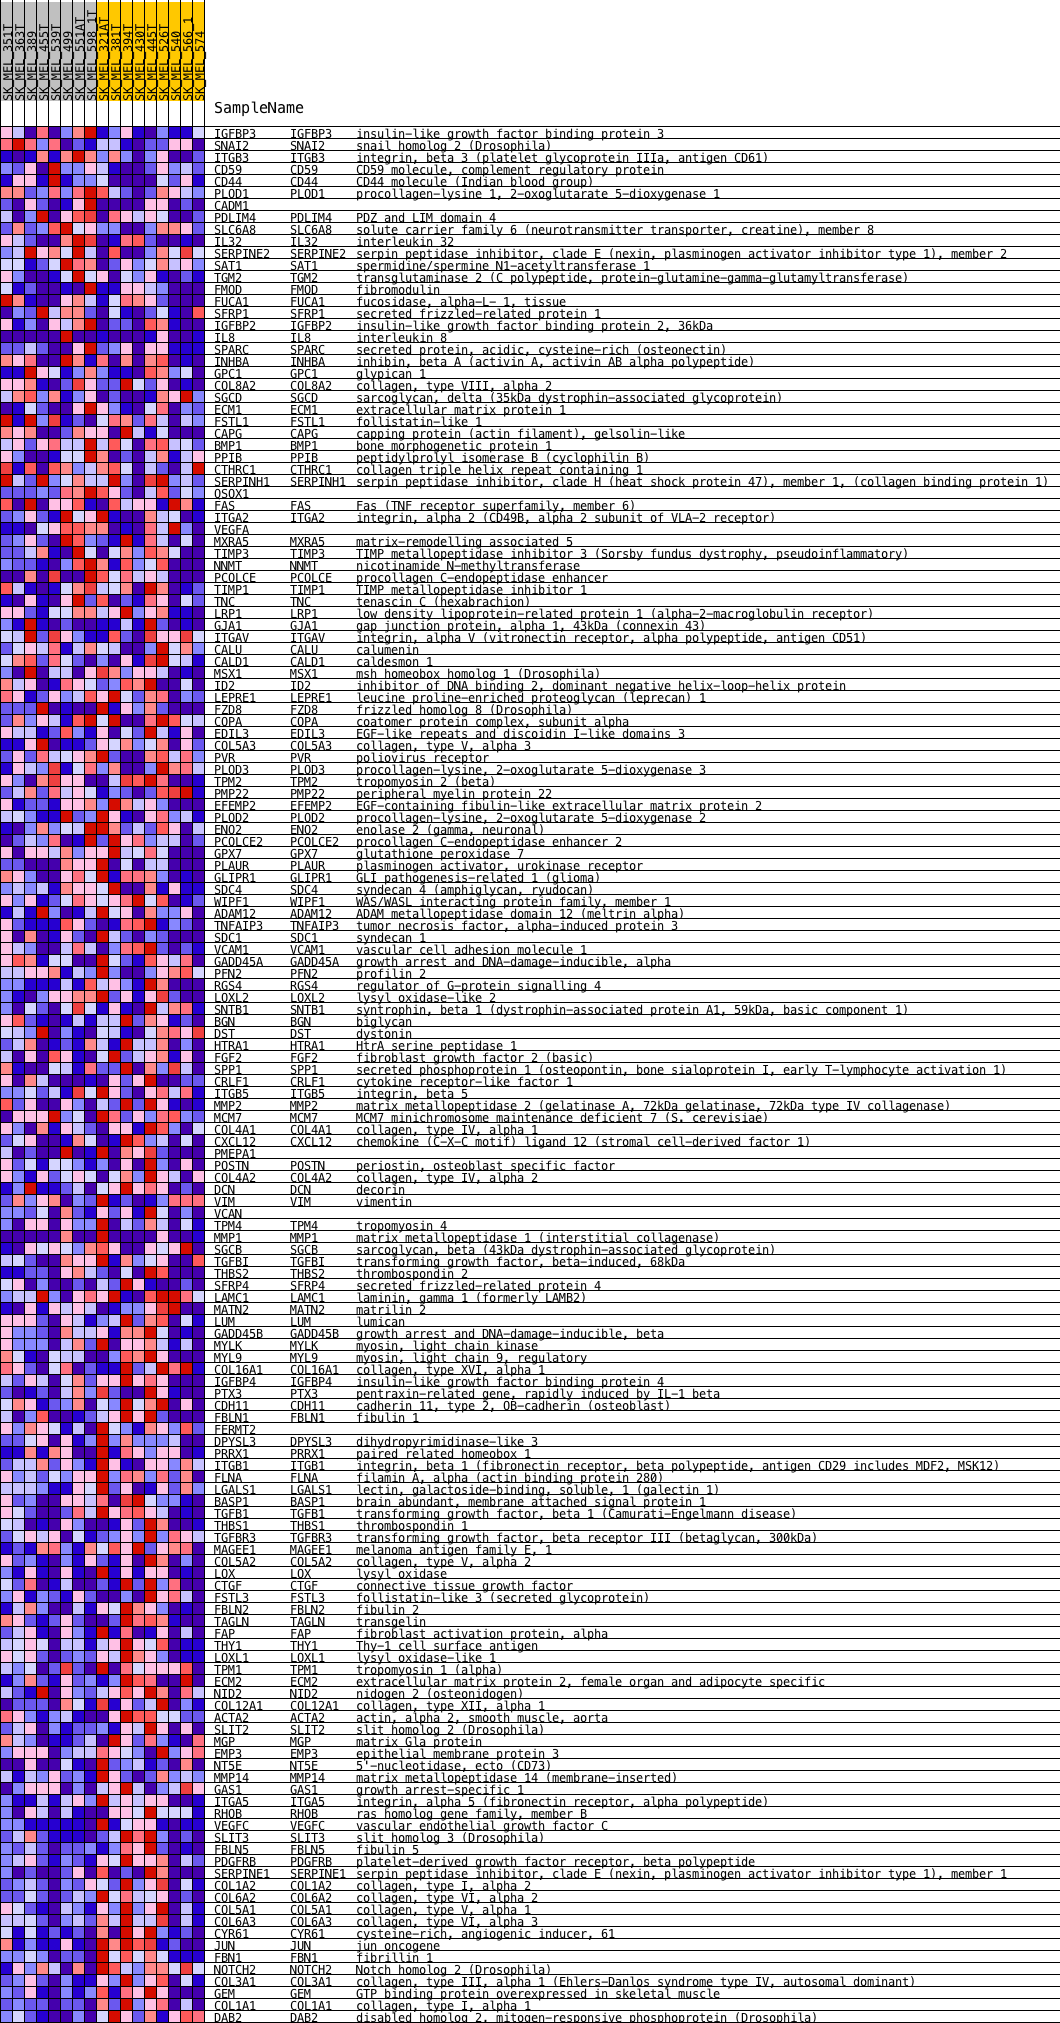 SK_MEL_351T
SK_MEL_363T
SK_MEL_389
SK_MEL_455T
SK_MEL_539T
SK_MEL_499
SK_MEL_551AT
SK_MEL_598_1T
SK_MEL_321AT
SK_MEL_381T
SK_MEL_394T
SK_MEL_430T
SK_MEL_445T
SK_MEL_526T
SK_MEL_540
SK_MEL_566_1
SK_MEL_574
SampleName
IGFBP3 IGFBP3 insulin-like growth factor binding protein 3
SNAI2 SNAI2 snail homolog 2 (Drosophila)
ITGB3 ITGB3 integrin, beta 3 (platelet glycoprotein IIIa, antigen CD61)
CD59 CD59 CD59 molecule, complement regulatory protein
CD44 CD44 CD44 molecule (Indian blood group)
PLOD1 PLOD1 procollagen-lysine 1, 2-oxoglutarate 5-dioxygenase 1
CADM1
PDLIM4 PDLIM4 PDZ and LIM domain 4
SLC6A8 SLC6A8 solute carrier family 6 (neurotransmitter transporter, creatine), member 8
IL32 IL32 interleukin 32
SERPINE2 SERPINE2 serpin peptidase inhibitor, clade E (nexin, plasminogen activator inhibitor type 1), member 2
SAT1 SAT1 spermidine/spermine N1-acetyltransferase 1
TGM2 TGM2 transglutaminase 2 (C polypeptide, protein-glutamine-gamma-glutamyltransferase)
FMOD FMOD fibromodulin
FUCA1 FUCA1 fucosidase, alpha-L- 1, tissue
SFRP1 SFRP1 secreted frizzled-related protein 1
IGFBP2 IGFBP2 insulin-like growth factor binding protein 2, 36kDa
IL8 IL8 interleukin 8
SPARC SPARC secreted protein, acidic, cysteine-rich (osteonectin)
INHBA INHBA inhibin, beta A (activin A, activin AB alpha polypeptide)
GPC1 GPC1 glypican 1
COL8A2 COL8A2 collagen, type VIII, alpha 2
SGCD SGCD sarcoglycan, delta (35kDa dystrophin-associated glycoprotein)
ECM1 ECM1 extracellular matrix protein 1
FSTL1 FSTL1 follistatin-like 1
CAPG CAPG capping protein (actin filament), gelsolin-like
BMP1 BMP1 bone morphogenetic protein 1
PPIB PPIB peptidylprolyl isomerase B (cyclophilin B)
CTHRC1 CTHRC1 collagen triple helix repeat containing 1
SERPINH1 SERPINH1 serpin peptidase inhibitor, clade H (heat shock protein 47), member 1, (collagen binding protein 1)
QSOX1
FAS FAS Fas (TNF receptor superfamily, member 6)
ITGA2 ITGA2 integrin, alpha 2 (CD49B, alpha 2 subunit of VLA-2 receptor)
VEGFA
MXRA5 MXRA5 matrix-remodelling associated 5
TIMP3 TIMP3 TIMP metallopeptidase inhibitor 3 (Sorsby fundus dystrophy, pseudoinflammatory)
NNMT NNMT nicotinamide N-methyltransferase
PCOLCE PCOLCE procollagen C-endopeptidase enhancer
TIMP1 TIMP1 TIMP metallopeptidase inhibitor 1
TNC TNC tenascin C (hexabrachion)
LRP1 LRP1 low density lipoprotein-related protein 1 (alpha-2-macroglobulin receptor)
GJA1 GJA1 gap junction protein, alpha 1, 43kDa (connexin 43)
ITGAV ITGAV integrin, alpha V (vitronectin receptor, alpha polypeptide, antigen CD51)
CALU CALU calumenin
CALD1 CALD1 caldesmon 1
MSX1 MSX1 msh homeobox homolog 1 (Drosophila)
ID2 ID2 inhibitor of DNA binding 2, dominant negative helix-loop-helix protein
LEPRE1 LEPRE1 leucine proline-enriched proteoglycan (leprecan) 1
FZD8 FZD8 frizzled homolog 8 (Drosophila)
COPA COPA coatomer protein complex, subunit alpha
EDIL3 EDIL3 EGF-like repeats and discoidin I-like domains 3
COL5A3 COL5A3 collagen, type V, alpha 3
PVR PVR poliovirus receptor
PLOD3 PLOD3 procollagen-lysine, 2-oxoglutarate 5-dioxygenase 3
TPM2 TPM2 tropomyosin 2 (beta)
PMP22 PMP22 peripheral myelin protein 22
EFEMP2 EFEMP2 EGF-containing fibulin-like extracellular matrix protein 2
PLOD2 PLOD2 procollagen-lysine, 2-oxoglutarate 5-dioxygenase 2
ENO2 ENO2 enolase 2 (gamma, neuronal)
PCOLCE2 PCOLCE2 procollagen C-endopeptidase enhancer 2
GPX7 GPX7 glutathione peroxidase 7
PLAUR PLAUR plasminogen activator, urokinase receptor
GLIPR1 GLIPR1 GLI pathogenesis-related 1 (glioma)
SDC4 SDC4 syndecan 4 (amphiglycan, ryudocan)
WIPF1 WIPF1 WAS/WASL interacting protein family, member 1
ADAM12 ADAM12 ADAM metallopeptidase domain 12 (meltrin alpha)
TNFAIP3 TNFAIP3 tumor necrosis factor, alpha-induced protein 3
SDC1 SDC1 syndecan 1
VCAM1 VCAM1 vascular cell adhesion molecule 1
GADD45A GADD45A growth arrest and DNA-damage-inducible, alpha
PFN2 PFN2 profilin 2
RGS4 RGS4 regulator of G-protein signalling 4
LOXL2 LOXL2 lysyl oxidase-like 2
SNTB1 SNTB1 syntrophin, beta 1 (dystrophin-associated protein A1, 59kDa, basic component 1)
BGN BGN biglycan
DST DST dystonin
HTRA1 HTRA1 HtrA serine peptidase 1
FGF2 FGF2 fibroblast growth factor 2 (basic)
SPP1 SPP1 secreted phosphoprotein 1 (osteopontin, bone sialoprotein I, early T-lymphocyte activation 1)
CRLF1 CRLF1 cytokine receptor-like factor 1
ITGB5 ITGB5 integrin, beta 5
MMP2 MMP2 matrix metallopeptidase 2 (gelatinase A, 72kDa gelatinase, 72kDa type IV collagenase)
MCM7 MCM7 MCM7 minichromosome maintenance deficient 7 (S. cerevisiae)
COL4A1 COL4A1 collagen, type IV, alpha 1
CXCL12 CXCL12 chemokine (C-X-C motif) ligand 12 (stromal cell-derived factor 1)
PMEPA1
POSTN POSTN periostin, osteoblast specific factor
COL4A2 COL4A2 collagen, type IV, alpha 2
DCN DCN decorin
VIM VIM vimentin
VCAN
TPM4 TPM4 tropomyosin 4
MMP1 MMP1 matrix metallopeptidase 1 (interstitial collagenase)
SGCB SGCB sarcoglycan, beta (43kDa dystrophin-associated glycoprotein)
TGFBI TGFBI transforming growth factor, beta-induced, 68kDa
THBS2 THBS2 thrombospondin 2
SFRP4 SFRP4 secreted frizzled-related protein 4
LAMC1 LAMC1 laminin, gamma 1 (formerly LAMB2)
MATN2 MATN2 matrilin 2
LUM LUM lumican
GADD45B GADD45B growth arrest and DNA-damage-inducible, beta
MYLK MYLK myosin, light chain kinase
MYL9 MYL9 myosin, light chain 9, regulatory
COL16A1 COL16A1 collagen, type XVI, alpha 1
IGFBP4 IGFBP4 insulin-like growth factor binding protein 4
PTX3 PTX3 pentraxin-related gene, rapidly induced by IL-1 beta
CDH11 CDH11 cadherin 11, type 2, OB-cadherin (osteoblast)
FBLN1 FBLN1 fibulin 1
FERMT2
DPYSL3 DPYSL3 dihydropyrimidinase-like 3
PRRX1 PRRX1 paired related homeobox 1
ITGB1 ITGB1 integrin, beta 1 (fibronectin receptor, beta polypeptide, antigen CD29 includes MDF2, MSK12)
FLNA FLNA filamin A, alpha (actin binding protein 280)
LGALS1 LGALS1 lectin, galactoside-binding, soluble, 1 (galectin 1)
BASP1 BASP1 brain abundant, membrane attached signal protein 1
TGFB1 TGFB1 transforming growth factor, beta 1 (Camurati-Engelmann disease)
THBS1 THBS1 thrombospondin 1
TGFBR3 TGFBR3 transforming growth factor, beta receptor III (betaglycan, 300kDa)
MAGEE1 MAGEE1 melanoma antigen family E, 1
COL5A2 COL5A2 collagen, type V, alpha 2
LOX LOX lysyl oxidase
CTGF CTGF connective tissue growth factor
FSTL3 FSTL3 follistatin-like 3 (secreted glycoprotein)
FBLN2 FBLN2 fibulin 2
TAGLN TAGLN transgelin
FAP FAP fibroblast activation protein, alpha
THY1 THY1 Thy-1 cell surface antigen
LOXL1 LOXL1 lysyl oxidase-like 1
TPM1 TPM1 tropomyosin 1 (alpha)
ECM2 ECM2 extracellular matrix protein 2, female organ and adipocyte specific
NID2 NID2 nidogen 2 (osteonidogen)
COL12A1 COL12A1 collagen, type XII, alpha 1
ACTA2 ACTA2 actin, alpha 2, smooth muscle, aorta
SLIT2 SLIT2 slit homolog 2 (Drosophila)
MGP MGP matrix Gla protein
EMP3 EMP3 epithelial membrane protein 3
NT5E NT5E 5'-nucleotidase, ecto (CD73)
MMP14 MMP14 matrix metallopeptidase 14 (membrane-inserted)
GAS1 GAS1 growth arrest-specific 1
ITGA5 ITGA5 integrin, alpha 5 (fibronectin receptor, alpha polypeptide)
RHOB RHOB ras homolog gene family, member B
VEGFC VEGFC vascular endothelial growth factor C
SLIT3 SLIT3 slit homolog 3 (Drosophila)
FBLN5 FBLN5 fibulin 5
PDGFRB PDGFRB platelet-derived growth factor receptor, beta polypeptide
SERPINE1 SERPINE1 serpin peptidase inhibitor, clade E (nexin, plasminogen activator inhibitor type 1), member 1
COL1A2 COL1A2 collagen, type I, alpha 2
COL6A2 COL6A2 collagen, type VI, alpha 2
COL5A1 COL5A1 collagen, type V, alpha 1
COL6A3 COL6A3 collagen, type VI, alpha 3
CYR61 CYR61 cysteine-rich, angiogenic inducer, 61
JUN JUN jun oncogene
FBN1 FBN1 fibrillin 1
NOTCH2 NOTCH2 Notch homolog 2 (Drosophila)
COL3A1 COL3A1 collagen, type III, alpha 1 (Ehlers-Danlos syndrome type IV, autosomal dominant)
GEM GEM GTP binding protein overexpressed in skeletal muscle
COL1A1 COL1A1 collagen, type I, alpha 1
DAB2 DAB2 disabled homolog 2, mitogen-responsive phosphoprotein (Drosophila)